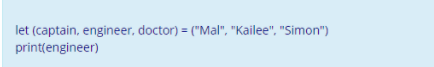 let (captain, engineer, doctor) = ("Mal", "Kailee", "Simon")
print(engineer)